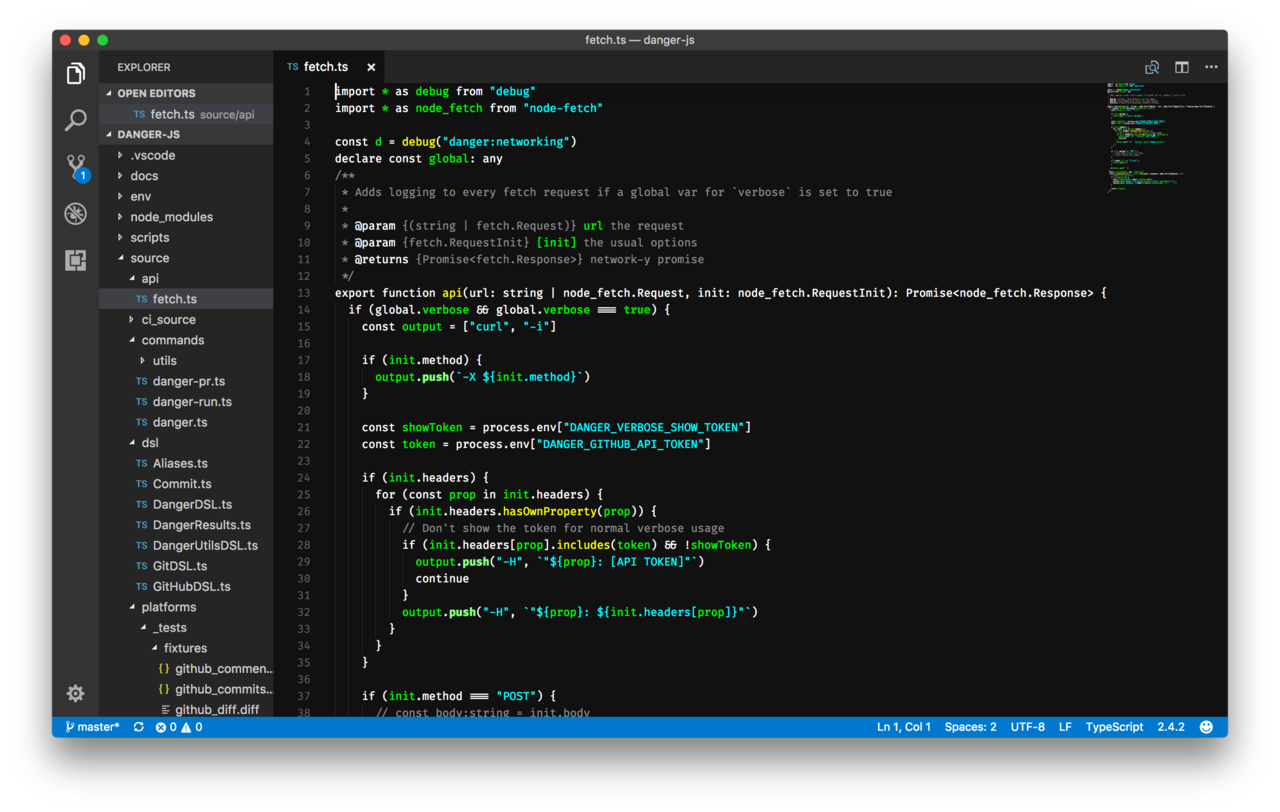 fetch.ts — danger-js
EXPLORER
OPEN EDITORS
TS fetch.ts source/api
DANGER-JS
.vscode
docs
env
node_modules
scripts
source
api
TS fetch.ts
ci_source
commands
utils
TS danger-pr.ts
TS danger-run.ts
TS danger.ts
dsl
TS Aliases.ts
TS Commit.ts
TS DangerDSL.ts
TS DangerResults.ts
TS DangerUtilsDSL.ts
TS GitDSL.ts
TS GitHubDSL.ts
platforms
_tests
fixtures
{} github_commen...
{} github_commits...
github_diff.diff
1
TS fetch.ts ×
1 import * as debug from "debug"
2 import * as node_fetch from "node-fetch"
3
4 const d = debug("danger:networking")
5 declare const global: any
6 /**
7  * Adds logging to every fetch request if a global var for `verbose` is set to true
8  *
9  * @param {(string | fetch.Request)} url the request
10  * @param {fetch.RequestInit} [init] the usual options
11  * @returns {Promise<fetch.Response>} network-y promise
12  */
13 export function api(url: string | node_fetch.Request, init: node_fetch.RequestInit): Promise<node_fetch.Response> {
14   if (global.verbose && global.verbose === true) {
15     const output = ["curl", "-i"]
16
17     if (init.method) {
18       output.push(`-X ${init.method}`)
19     }
20
21     const showToken = process.env["DANGER_VERBOSE_SHOW_TOKEN"]
22     const token = process.env["DANGER_GITHUB_API_TOKEN"]
23
24     if (init.headers) {
25       for (const prop in init.headers) {
26         if (init.headers.hasOwnProperty(prop)) {
27           // Don't show the token for normal verbose usage
28           if (init.headers[prop].includes(token) && !showToken) {
29             output.push("-H", `"${prop}: [API TOKEN]"`)
30             continue
31           }
32           output.push("-H", `"${prop}: ${init.headers[prop]}"`)
33         }
34       }
35     }
36
37     if (init.method === "POST") {
38       // const body:string = init.body
master* 0 0
Ln 1, Col 1 Spaces: 2 UTF-8 LF TypeScript 2.4.2